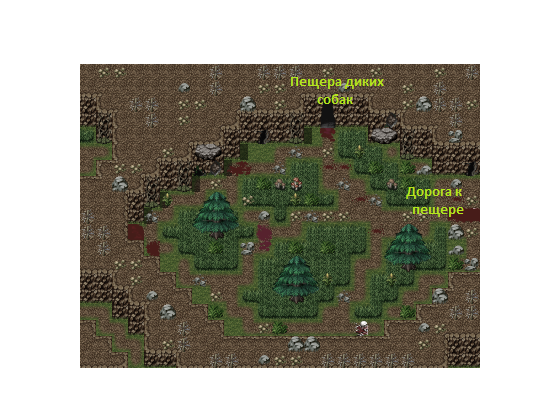 Пещера диких
собак
Дорога к
пещере